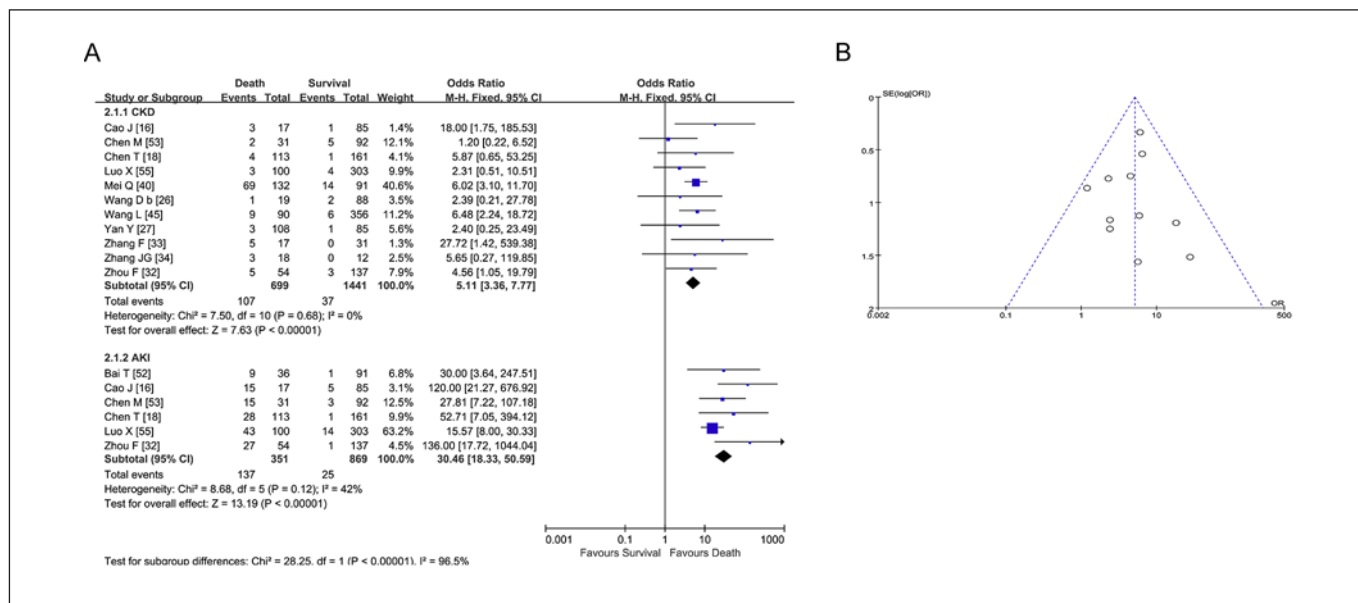 A
Death Survival Odds Ratio Odds Ratio
Study or Subgroup Events Total Events Total Weight M-H. Fixed. 95% CI M-H. Fixed. 95% CI
2.1.1 CKD
Cao J [16] 3 17 1 85 1.4% 18.00 [1.75, 185.53]
Chen M [53] 2 31 5 92 9.0% 1.20 [0.22, 6.52]
Chen T [18] 4 113 1 161 4.1% 5.87 [0.65, 53.25]
Luo X [55] 3 100 4 303 9.9% 2.31 [0.51, 10.51]
Mei Q [40] 69 132 14 91 40.6% 6.02 [3.10, 11.70]
Wang D b [26] 1 19 2 88 3.5% 2.39 [0.21, 27.78]
Wang L [45] 9 90 6 356 11.2% 6.48 [2.24, 18.72]
Yan Y [27] 3 108 1 85 5.6% 2.40 [0.25, 23.49]
Zhang F [33] 5 17 0 31 1.3% 27.72 [1.42, 539.38]
Zhang JG [34] 3 18 0 12 2.7% 5.65 [0.27, 119.85]
Zhou F [32] 5 54 3 137 7.9% 4.56 [1.05, 19.79]
Subtotal (95% CI) 699 1441 100.0% 5.11 [3.36, 7.77]
Total events 107 37
Heterogeneity: Chi² = 7.50, df = 10 (P = 0.68); I² = 0%
Test for overall effect: Z = 7.63 (P < 0.00001)
2.1.2 AKI
Bai T [52] 9 36 1 91 6.8% 30.00 [3.64, 247.51]
Cao J [16] 15 17 5 85 3.1% 120.00 [21.27, 676.92]
Chen M [53] 15 31 3 92 12.5% 27.81 [7.22, 107.18]
Chen T [18] 28 113 1 161 9.9% 52.71 [7.05, 394.12]
Luo X [55] 43 100 14 303 63.2% 15.57 [8.00, 30.33]
Zhou F [32] 27 54 1 137 4.5% 136.00 [17.72, 1044.04]
Subtotal (95% CI) 351 869 100.0% 30.46 [18.33, 50.59]
Total events 137 25
Heterogeneity: Chi² = 8.68, df = 5 (P = 0.12); I² = 42%
Test for overall effect: Z = 13.19 (P < 0.00001)
0.001 0.1 1 10 1000
Favours Survival Favours Death
Test for subgroup differences: Chi² = 28.25. df = 1 (P < 0.00001). I² = 96.5%
B
SE(log[OR])
0
0.5
1
1.5
2
OR
0.002 0.1 1 10 500